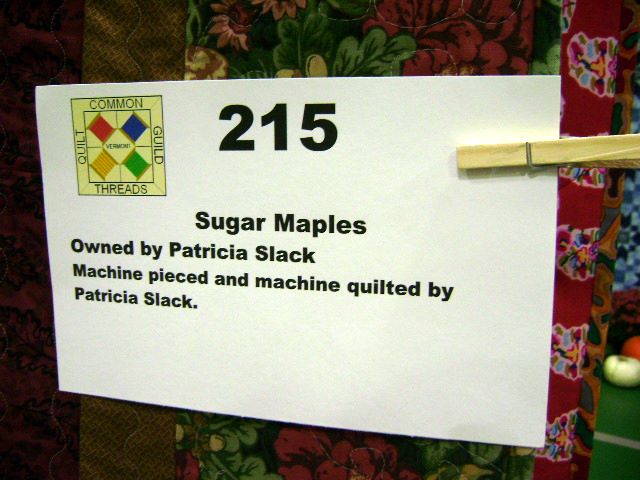 COMMON
QUILT
VERMONT
GUILD
THREADS
215
Sugar Maples
Owned by Patricia Slack
Machine pieced and machine quilted by
Patricia Slack.